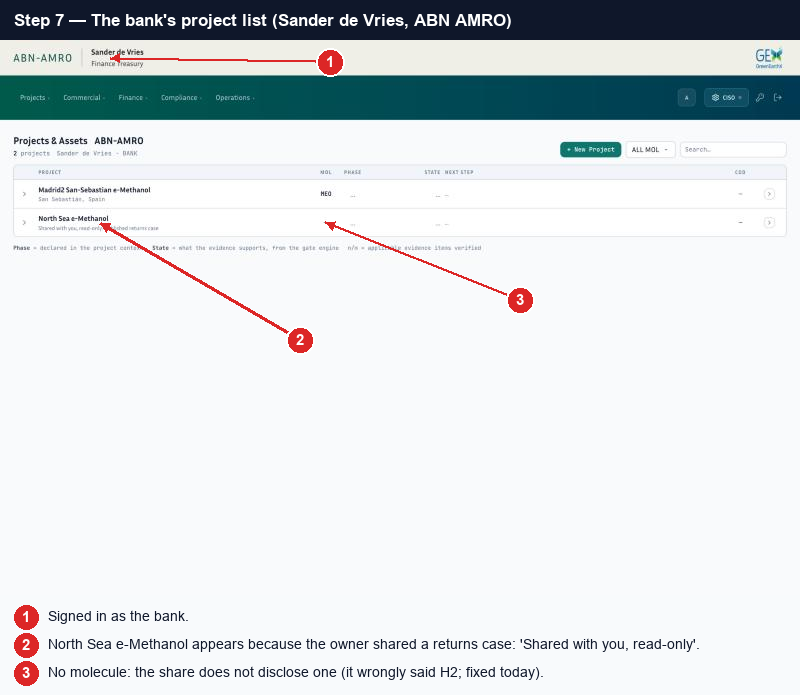 Step 7 — The bank's project list (Sander de Vries, ABN AMRO)
ABN-AMRO
Sander de Vries
Finance Treasury
1
GEX
GreenEarthX
Projects
Commercial
Finance
Compliance
Operations
A
CISO
Projects & Assets ABN-AMRO
2 projects Sander de Vries · BANK
+ New Project
ALL MOL
Search...
PROJECT MOL PHASE STATE NEXT STEP COD
Madrid2 San-Sebastian e-Methanol MEO … … — —
San Sebastian, Spain
North Sea e-Methanol … … — —
Shared with you, read-only published returns case
Phase = declared in the project State = what the evidence supports, from the gate engine n/m = applicable evidence items verified
3
2
1 Signed in as the bank.
2 North Sea e-Methanol appears because the owner shared a returns case: 'Shared with you, read-only'.
3 No molecule: the share does not disclose one (it wrongly said H2; fixed today).